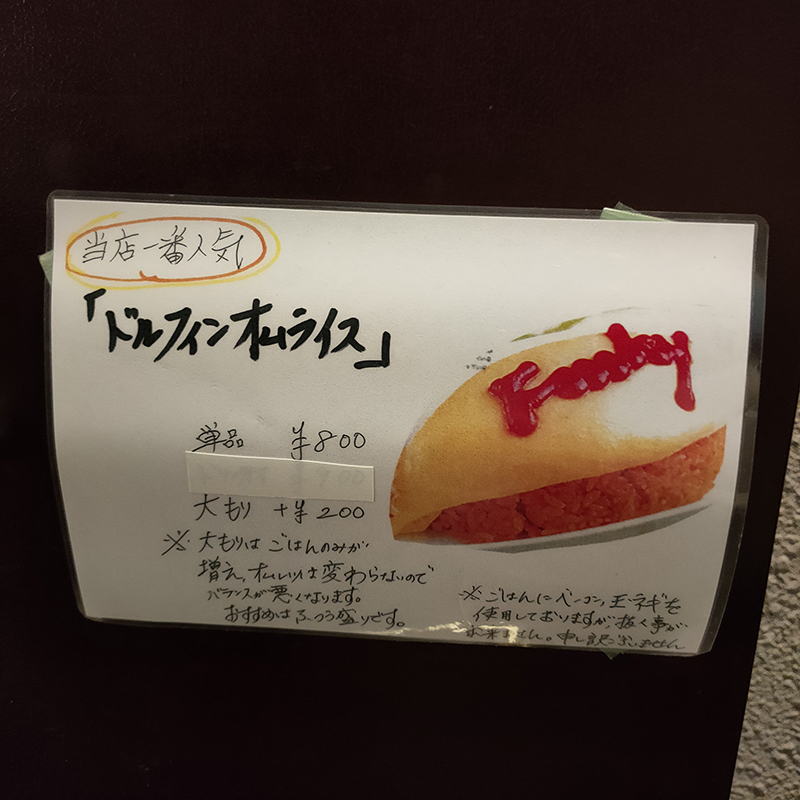 当店一番人気
「ドルフィンオムライス」
単品 ¥800
大もり +¥200
※大もりは ごはんのみが
増え、オムレツは変わらないので
バランスが悪くなります。
おすすめはふつう盛りです。
※ごはんにベーコン、玉ネギを
使用しておりますが、抜く事が
出来ません。申し訳ございません